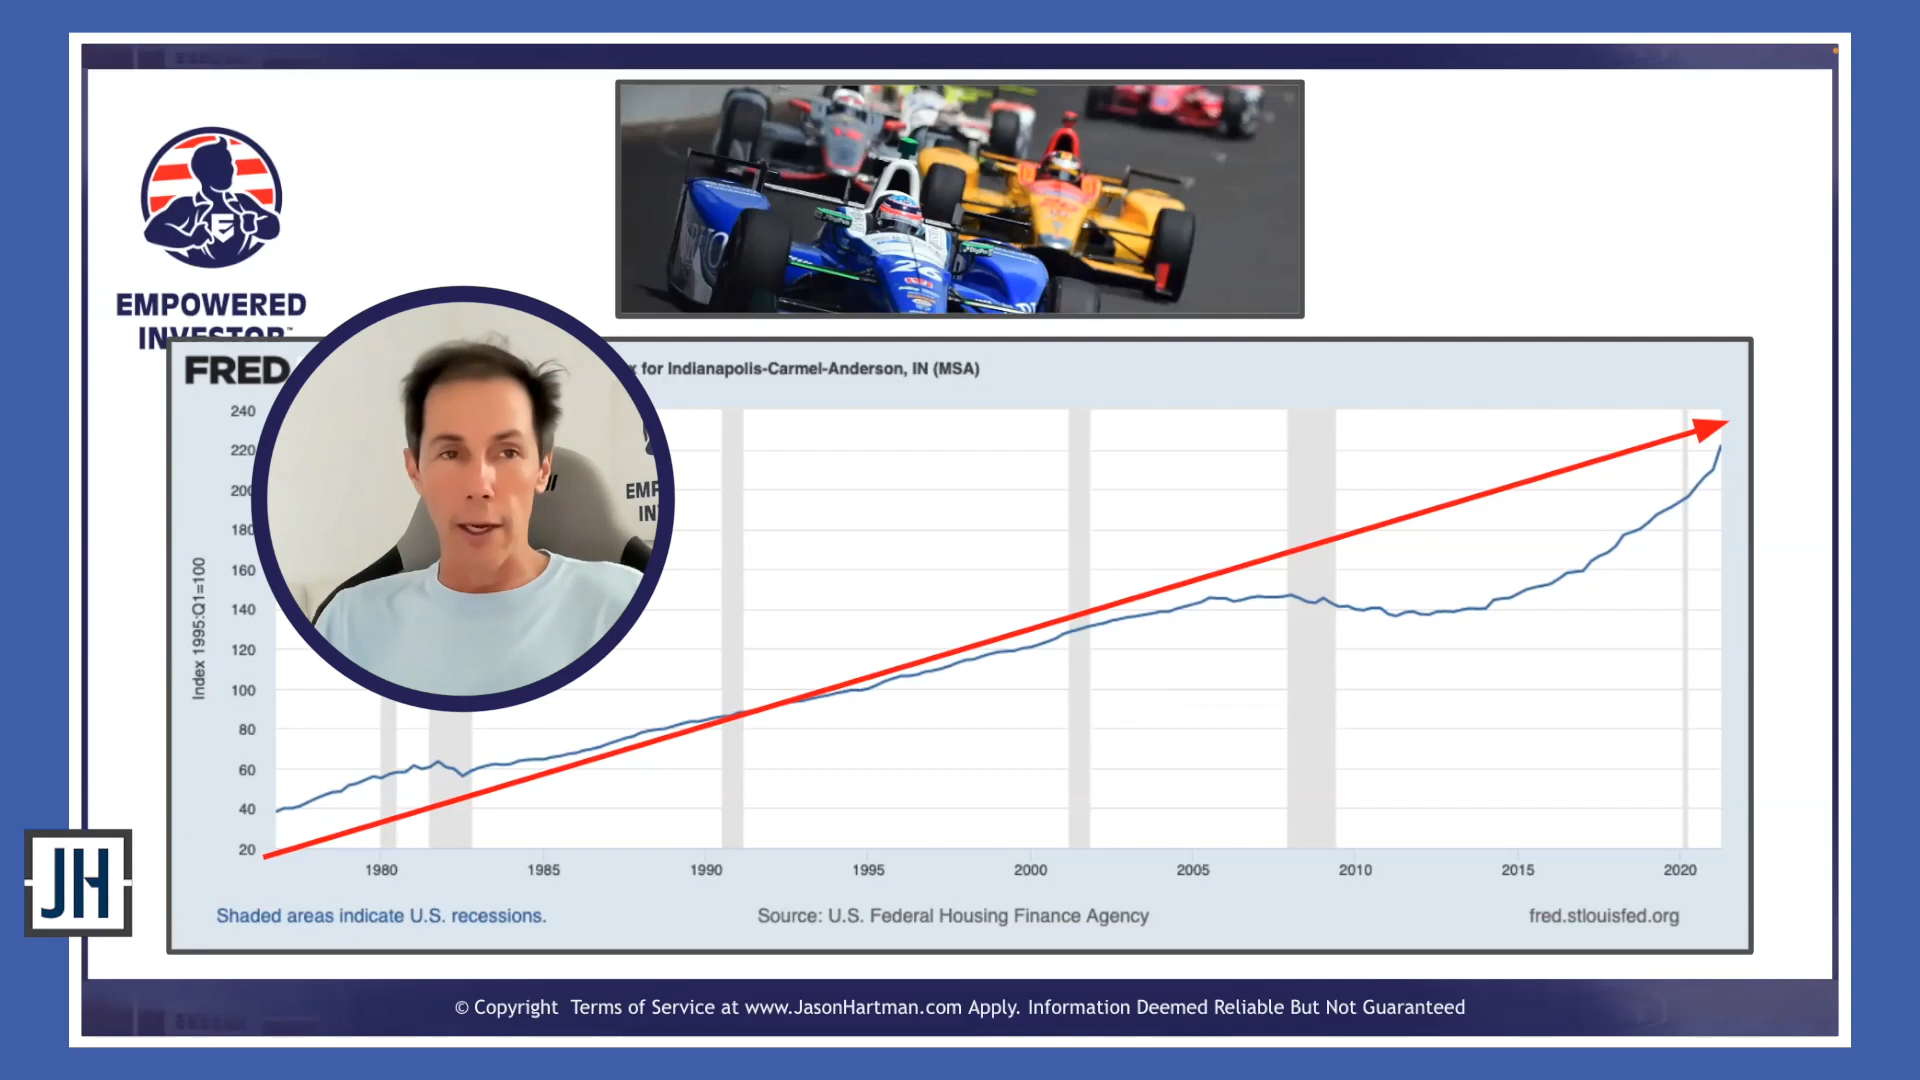 EMPOWERED
FRED
x for Indianapolis-Carmel-Anderson, IN (MSA)
Index 1995:Q1=100
240
220
200
180
160
140
120
100
80
60
40
20
1980 1985 1990 1995 2000 2005 2010 2015 2020
Shaded areas indicate U.S. recessions. Source: U.S. Federal Housing Finance Agency fred.stlouisfed.org
EMP
IN
26
JH
© Copyright Terms of Service at www.JasonHartman.com Apply. Information Deemed Reliable But Not Guaranteed